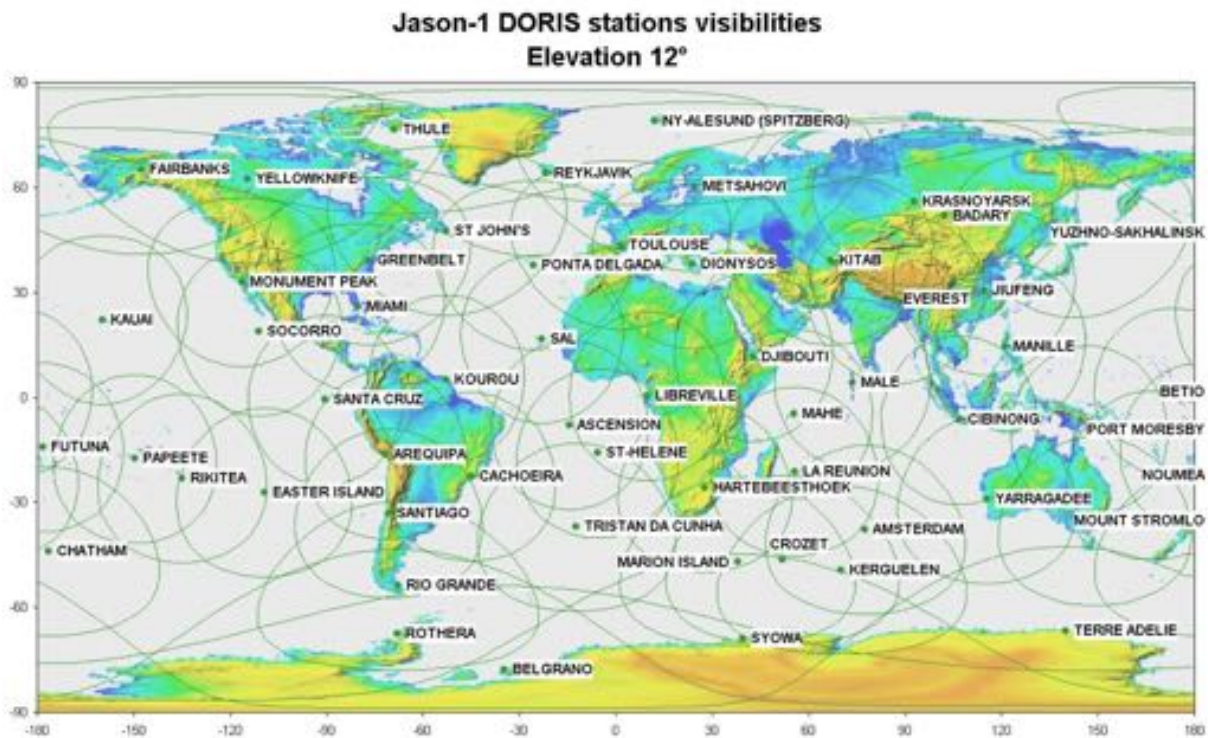 Jason-1 DORIS stations visibilities
Elevation 12°
90
THULE
NY-ALESUND (SPITZBERG)
FAIRBANKS
YELLOWKNIFE
REYKJAVIK
METSAHOVI
60
KRASNOYARSK
BADARY
ST JOHN'S
YUZHNO-SAKHALINSK
TOULOUSE
GREENBELT
PONTA DELGADA
DIONYSOS
KITAB
MONUMENT PEAK
30
EVEREST
JIUFENG
MIAMI
KAUAI
SOCORRO
SAL
MANILLE
DJIBOUTI
KOUROU
MALE
BETIO
0
SANTA CRUZ
LIBREVILLE
MAHE
CIBINONG
ASCENSION
PORT MORESBY
FUTUNA
PAPEETE
AREQUIPA
ST-HELENE
RIKITEA
CACHOEIRA
LA REUNION
NOUMEA
EASTER ISLAND
HARTEBEESTHOEK
YARRAGADEE
-30
SANTIAGO
TRISTAN DA CUNHA
AMSTERDAM
MOUNT STROMLO
CHATHAM
CROZET
MARION ISLAND
KERGUELEN
RIO GRANDE
-60
ROTHERA
SYOWA
TERRE ADELIE
BELGRANO
-90
-180 -150 -120 -90 -60 -30 0 30 60 90 120 150 180